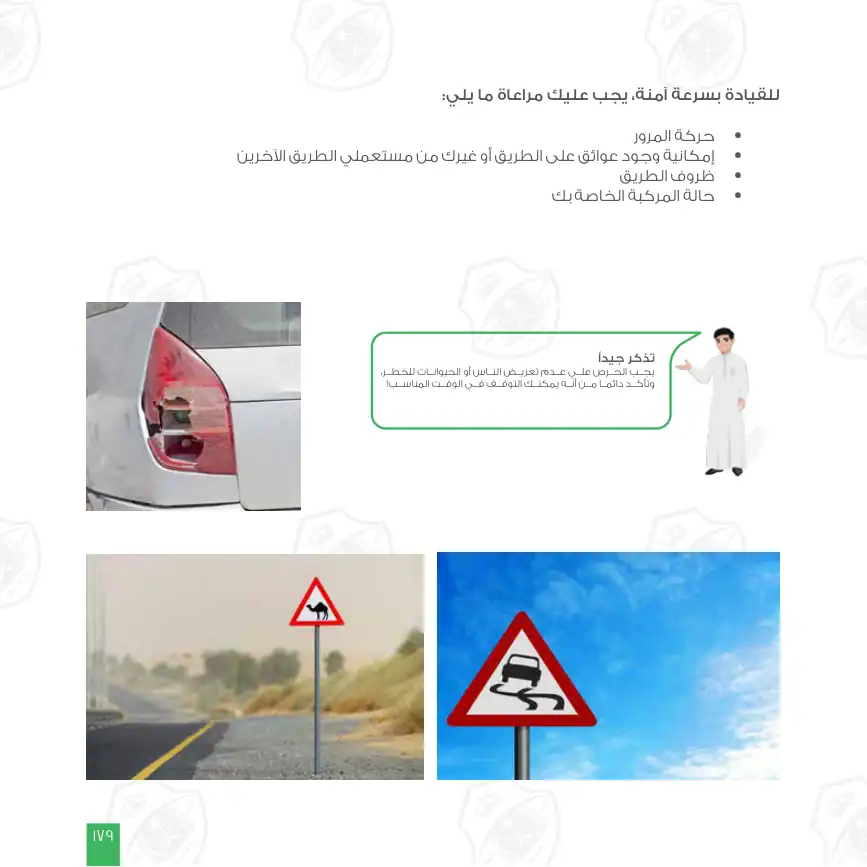 للقيادة بسرعة آمنة، يجب عليك مراعاة ما يلي:
• حركة المرور
• إمكانية وجود عوائق على الطريق أو غيرك من مستعملي الطريق الآخرين
• ظروف الطريق
• حالة المركبة الخاصة بك
تذكر جيداً
يجب الحرص على عدم تعريض الناس أو الحيوانات للخطر،
وتأكد دائما من أنه يمكنك التوقف في الوقت المناسب!
١٧٩